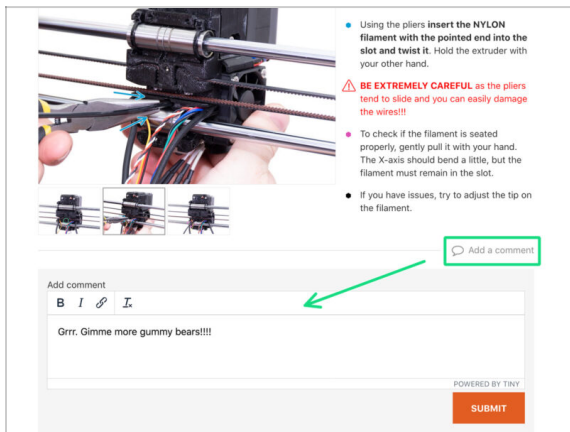 Using the pliers insert the NYLON
filament with the pointed end into the
slot and twist it. Hold the extruder with
your other hand.
BE EXTREMELY CAREFUL as the pliers
tend to slide and you can easily damage
the wires!!!
To check if the filament is seated
properly, gently pull it with your hand.
The X-axis should bend a little, but the
filament must remain in the slot.
If you have issues, try to adjust the tip on
the filament.
Add a comment
Add comment
B I Tx
Grrr. Gimme more gummy bears!!!!
POWERED BY TINY
SUBMIT